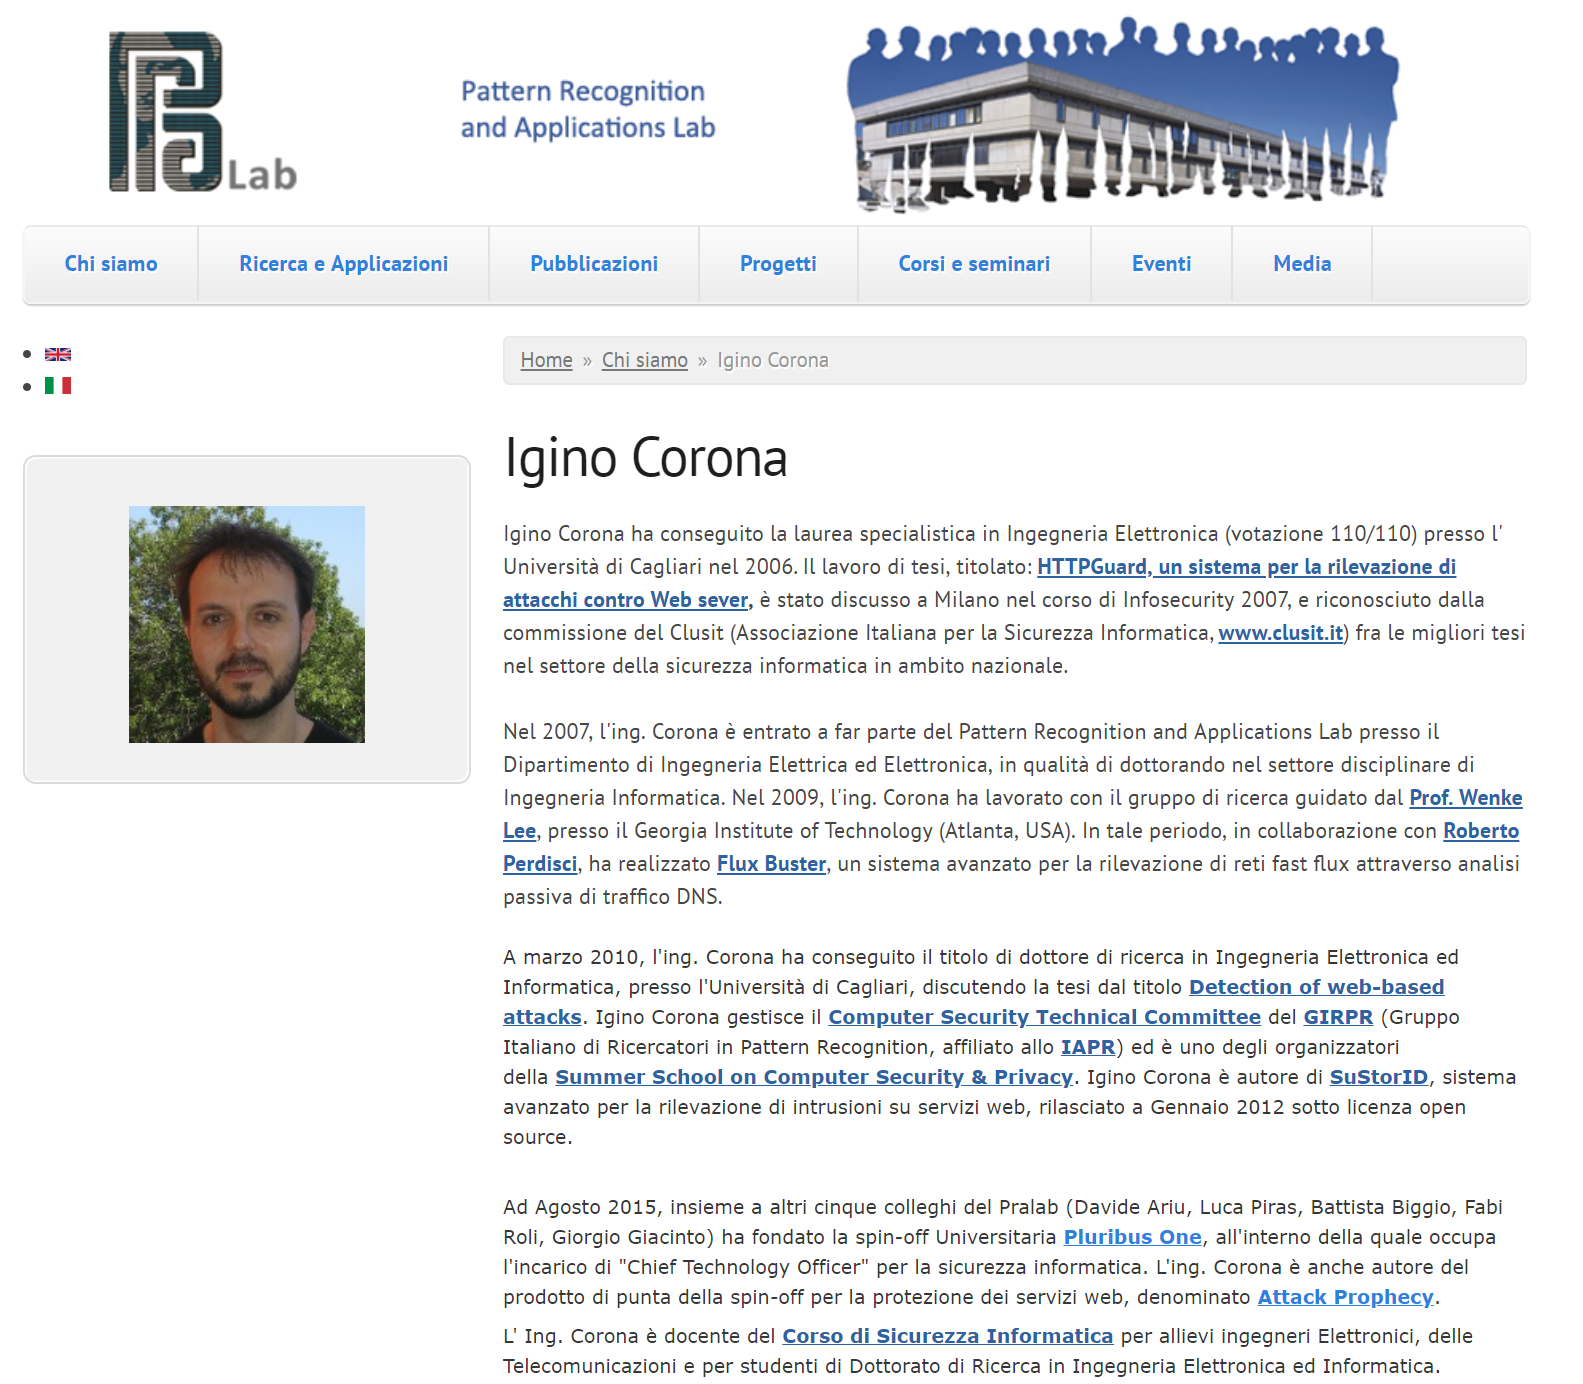 Lab
Pattern Recognition
and Applications Lab
Chi siamo
Ricerca e Applicazioni
Pubblicazioni
Progetti
Corsi e seminari
Eventi
Media
Home » Chi siamo » Igino Corona
Igino Corona
Igino Corona ha conseguito la laurea specialistica in Ingegneria Elettronica (votazione 110/110) presso l'
Università di Cagliari nel 2006. Il lavoro di tesi, titolato: HTTPGuard, un sistema per la rilevazione di
attacchi contro Web sever, è stato discusso a Milano nel corso di Infosecurity 2007, e riconosciuto dalla
commissione del Clusit (Associazione Italiana per la Sicurezza Informatica, www.clusit.it) fra le migliori tesi
nel settore della sicurezza informatica in ambito nazionale.
Nel 2007, l'ing. Corona è entrato a far parte del Pattern Recognition and Applications Lab presso il
Dipartimento di Ingegneria Elettrica ed Elettronica, in qualità di dottorando nel settore disciplinare di
Ingegneria Informatica. Nel 2009, l'ing. Corona ha lavorato con il gruppo di ricerca guidato dal Prof. Wenke
Lee, presso il Georgia Institute of Technology (Atlanta, USA). In tale periodo, in collaborazione con Roberto
Perdisci, ha realizzato Flux Buster, un sistema avanzato per la rilevazione di reti fast flux attraverso analisi
passiva di traffico DNS.
A marzo 2010, l'ing. Corona ha conseguito il titolo di dottore di ricerca in Ingegneria Elettronica ed
Informatica, presso l'Università di Cagliari, discutendo la tesi dal titolo Detection of web-based
attacks. Igino Corona gestisce il Computer Security Technical Committee del GIRPR (Gruppo
Italiano di Ricercatori in Pattern Recognition, affiliato allo IAPR) ed è uno degli organizzatori
della Summer School on Computer Security & Privacy. Igino Corona è autore di SuStorID, sistema
avanzato per la rilevazione di intrusioni su servizi web, rilasciato a Gennaio 2012 sotto licenza open
source.
Ad Agosto 2015, insieme a altri cinque colleghi del Pralab (Davide Ariu, Luca Piras, Battista Biggio, Fabi
Roli, Giorgio Giacinto) ha fondato la spin-off Universitaria Pluribus One, all'interno della quale occupa
l'incarico di "Chief Technology Officer" per la sicurezza informatica. L'ing. Corona è anche autore del
prodotto di punta della spin-off per la protezione dei servizi web, denominato Attack Prophecy.
L' Ing. Corona è docente del Corso di Sicurezza Informatica per allievi ingegneri Elettronici, delle
Telecomunicazioni e per studenti di Dottorato di Ricerca in Ingegneria Elettronica ed Informatica.